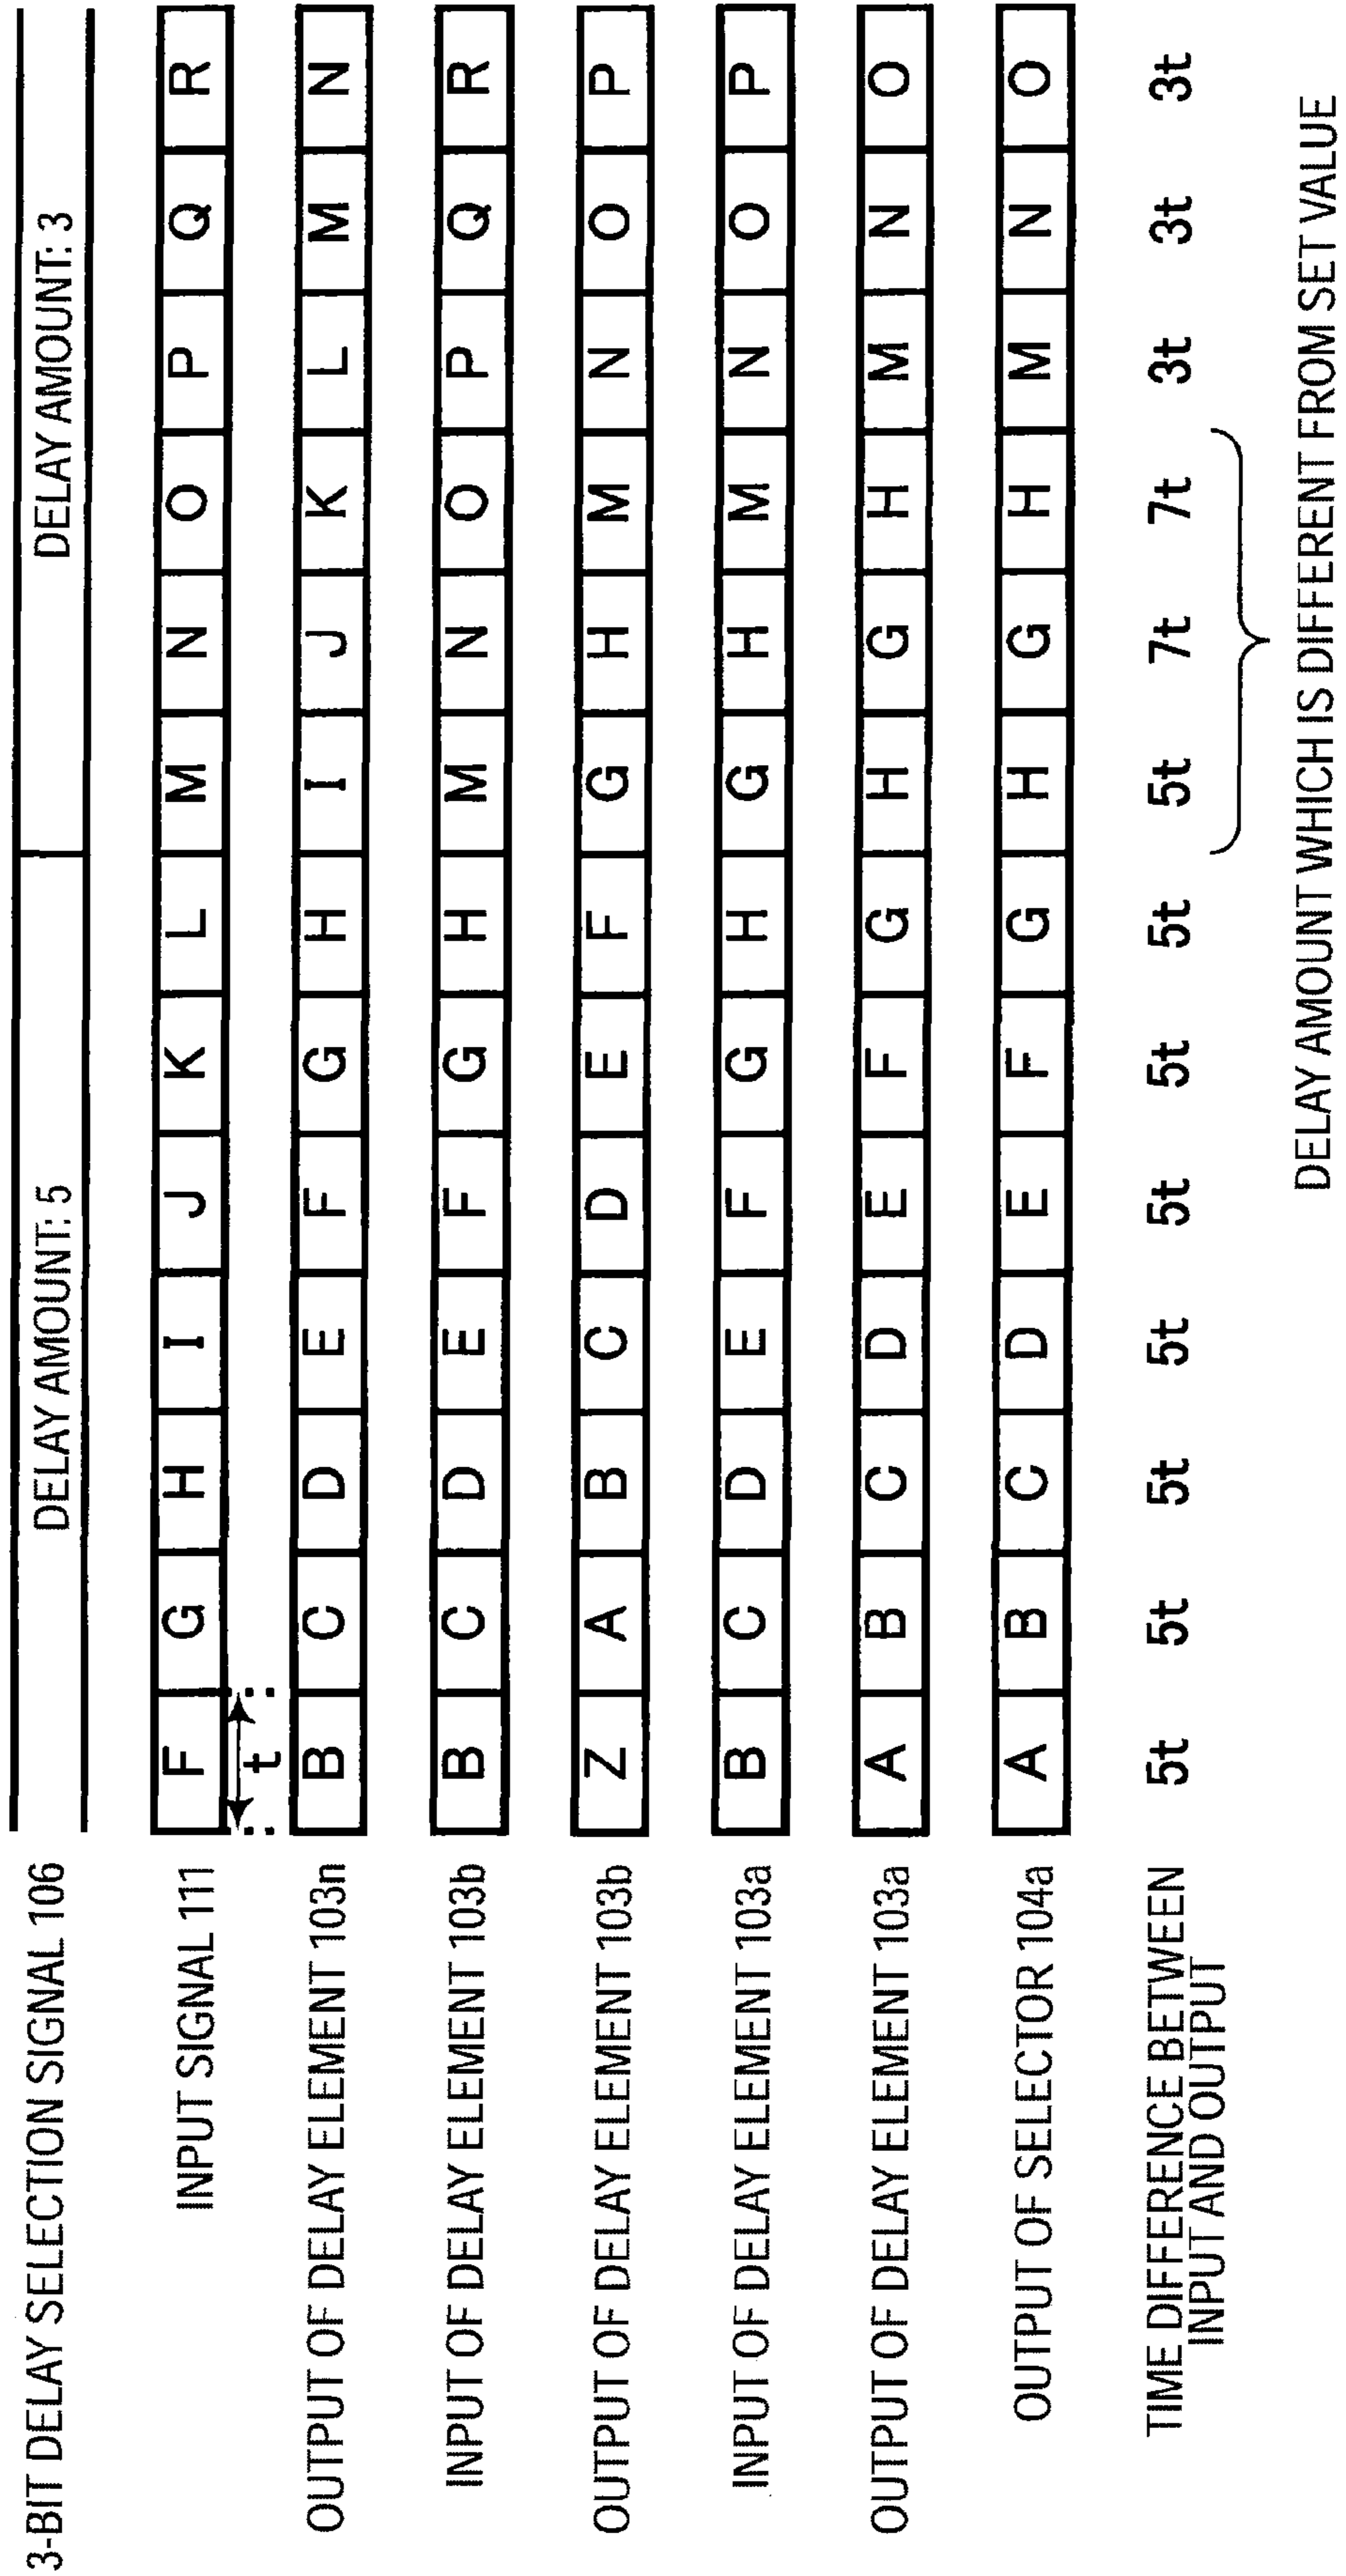 3-BIT DELAY SELECTION SIGNAL 106
DELAY AMOUNT: 5
DELAY AMOUNT: 3
INPUT SIGNAL 111
F G H I J K L M N O P Q R
t
OUTPUT OF DELAY ELEMENT 103n
B C D E F G H I J K L M N
INPUT OF DELAY ELEMENT 103b
B C D E F G H M N O P Q R
OUTPUT OF DELAY ELEMENT 103b
Z A B C D E F G H M N O P
INPUT OF DELAY ELEMENT 103a
B C D E F G H G H M N O P
OUTPUT OF DELAY ELEMENT 103a
A B C D E F G H G H M N O
OUTPUT OF SELECTOR 104a
A B C D E F G H G H M N O
TIME DIFFERENCE BETWEEN
INPUT AND OUTPUT
5t 5t 5t 5t 5t 5t 5t 5t 7t 7t 3t 3t 3t
DELAY AMOUNT WHICH IS DIFFERENT FROM SET VALUE